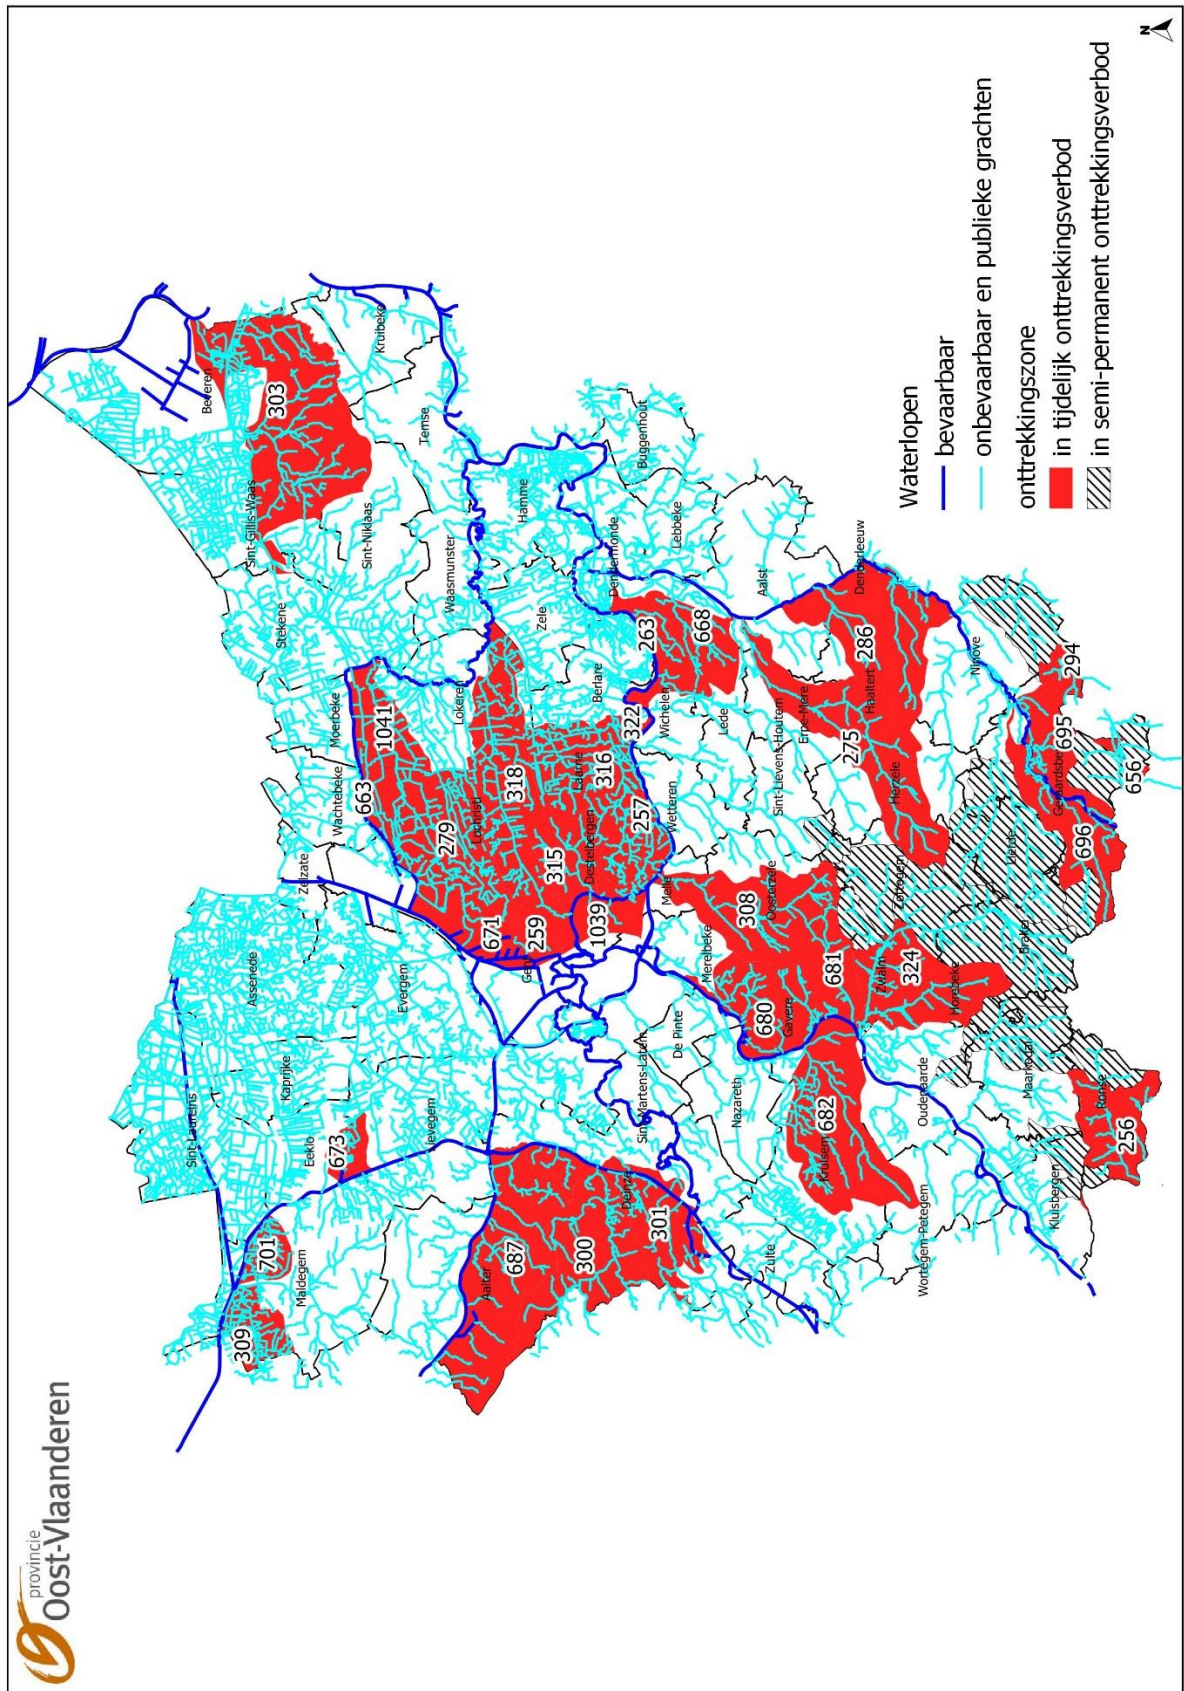 provincie
Oost-Vlaanderen
N
Waterlopen
bevaarbaar
onbevaarbaar en publieke grachten
onttrekkingszone
in tijdelijk onttrekkingsverbod
in semi-permanent onttrekkingsverbod
Sint-Laureins
Assenede
Kaprijke
Eeklo
Zelzate
Evergem
Lievegem
Maldegem
309
701
673
Aalter
687
300
301
Deinze
Wachtebeke
Moerbeke
663
1041
279
Lochristi
Lokeren
318
671
259
Gent
315
Destelbergen
Laarne
316
1039
257
322
Stekene
Sint-Gillis-Waas
Beveren
303
Sint-Niklaas
Kruibeke
Temse
Waasmunster
Hamme
Zele
Berlare
Dendermonde
Buggenhout
Lebbeke
263
668
Wichelen
Wetteren
Melle
Lede
Aalst
Sint-Martens-Latem
De Pinte
Merelbeke
Nazareth
Zulte
680
Gavere
308
Oosterzele
681
Sint-Lievens-Houtem
Erpe-Mere
275
286
Haaltert
Denderleeuw
Herzele
682
Kruisem
Wortegem-Petegem
Oudenaarde
Zwalm
324
Horebeke
Zottegem
Lierde
Brakel
Ninove
294
695
Geraardsbe
656
696
Maarkedal
Kluisbergen
Ronse
256